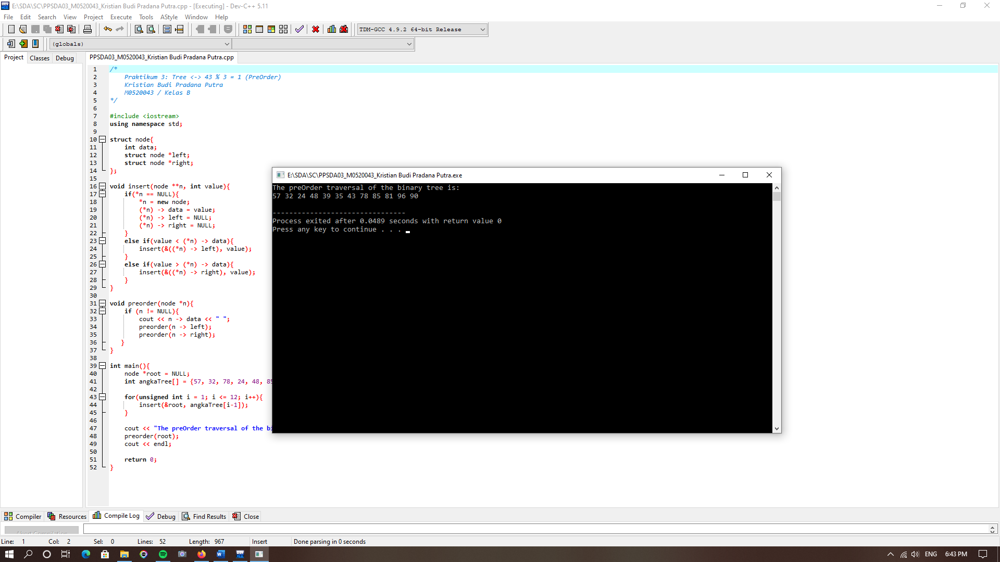 E:\SDA\SC\PPSDA03_M0520043_Kristian Budi Pradana Putra.cpp - [Executing] - Dev-C++ 5.11
File Edit Search View Project Execute Tools AStyle Window Help
TDM-GCC 4.9.2 64-bit Release
(globals)
Project Classes Debug
PPSDA03_M0520043_Kristian Budi Pradana Putra.cpp
1 /*
2 Praktikum 3: Tree <-> 43 % 3 = 1 (PreOrder)
3 Kristian Budi Pradana Putra
4 M0520043 / Kelas B
5 */
6
7 #include <iostream>
8 using namespace std;
9
10 struct node{
11 int data;
12 struct node *left;
13 struct node *right;
14 };
15
16 void insert(node **n, int value){
17 if(*n == NULL){
18 *n = new node;
19 (*n) -> data = value;
20 (*n) -> left = NULL;
21 (*n) -> right = NULL;
22 }
23 else if(value < (*n) -> data){
24 insert(&((*n) -> left), value);
25 }
26 else if(value > (*n) -> data){
27 insert(&((*n) -> right), value);
28 }
29 }
30
31 void preorder(node *n){
32 if (n != NULL){
33 cout << n -> data << " ";
34 preorder(n -> left);
35 preorder(n -> right);
36 }
37 }
38
39 int main(){
40 node *root = NULL;
41 int angkaTree[] = {57, 32, 78, 24, 48, 85
42
43 for(unsigned int i = 1; i <= 12; i++){
44 insert(&root, angkaTree[i-1]);
45 }
46
47 cout << "The preOrder traversal of the bi
48 preorder(root);
49 cout << endl;
50
51 return 0;
52 }
E:\SDA\SC\PPSDA03_M0520043_Kristian Budi Pradana Putra.exe
The preOrder traversal of the binary tree is:
57 32 24 48 39 35 43 78 85 81 96 90
--------------------------------
Process exited after 0.0489 seconds with return value 0
Press any key to continue . . .
Compiler Resources Compile Log Debug Find Results Close
Abort Compilation
Line: 1 Col: 2 Sel: 0 Lines: 52 Length: 967 Insert Done parsing in 0 seconds
ENG 6:43 PM